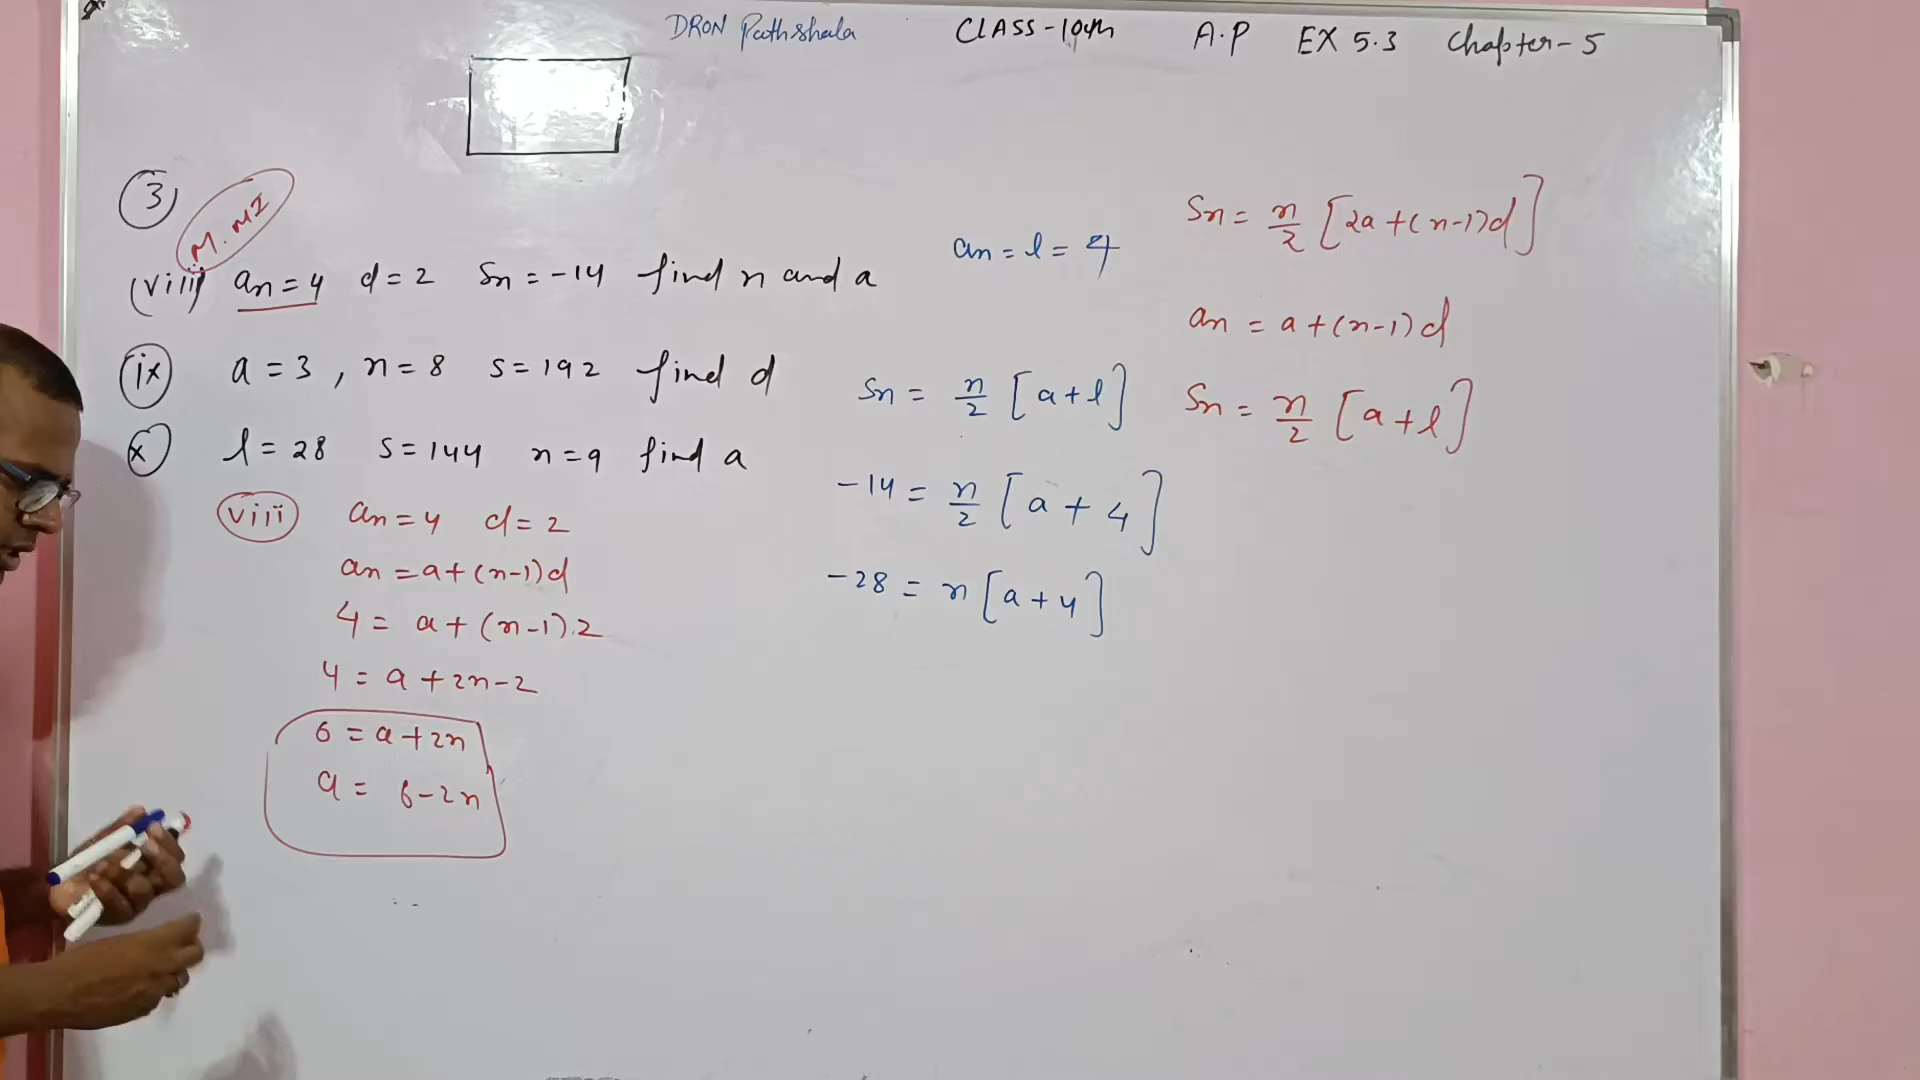 DRON Pathshala CLASS-10th A.P EX 5.3 Chapter-5
3
M.MI
(viii) an=4 d=2 Sn=-14 find n and a
(ix) a=3, n=8 s=192 find d
(x) l=28 s=144 n=9 find a
(viii) an=4 d=2
an=a+(n-1)d
4= a+(n-1).2
4=a+2n-2
6=a+2n
a= 6-2n
an=l=4
Sn= n/2 [a+l]
-14= n/2 [a+4]
-28= n[a+4]
Sn= n/2 [2a+(n-1)d]
an=a+(n-1)d
Sn= n/2 [a+l]